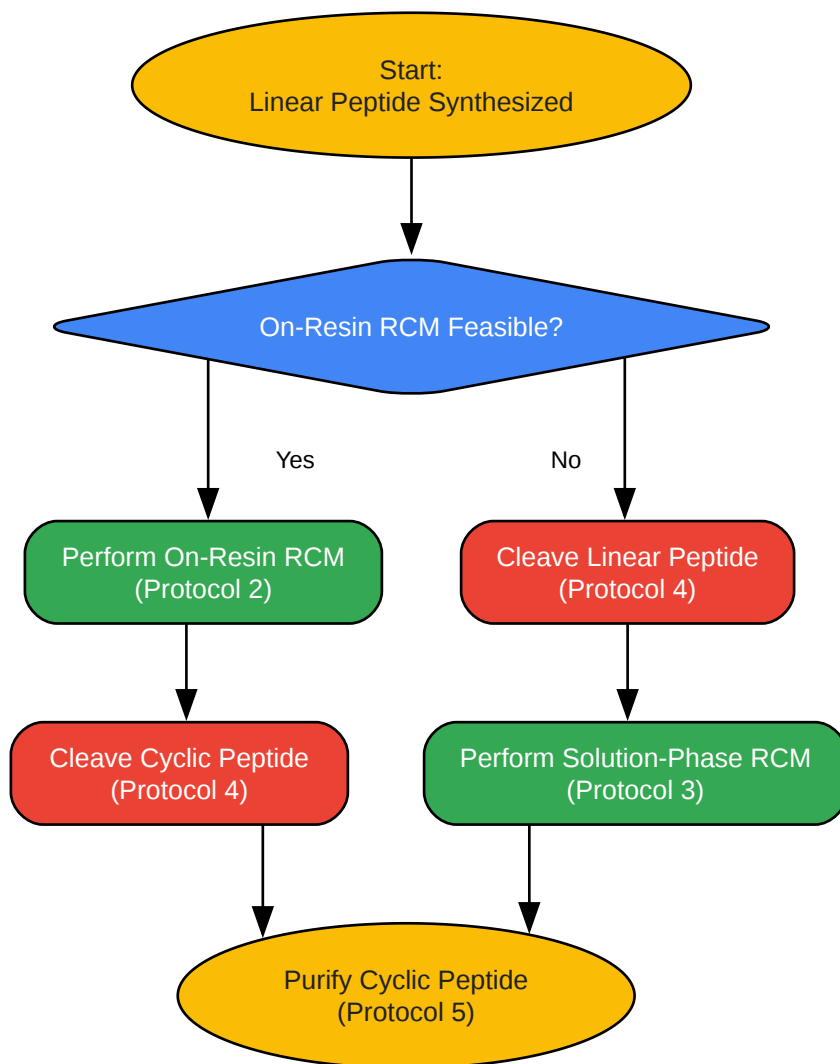 Start:
Linear Peptide Synthesized
On-Resin RCM Feasible?
Yes
No
Perform On-Resin RCM
(Protocol 2)
Cleave Linear Peptide
(Protocol 4)
Cleave Cyclic Peptide
(Protocol 4)
Perform Solution-Phase RCM
(Protocol 3)
Purify Cyclic Peptide
(Protocol 5)